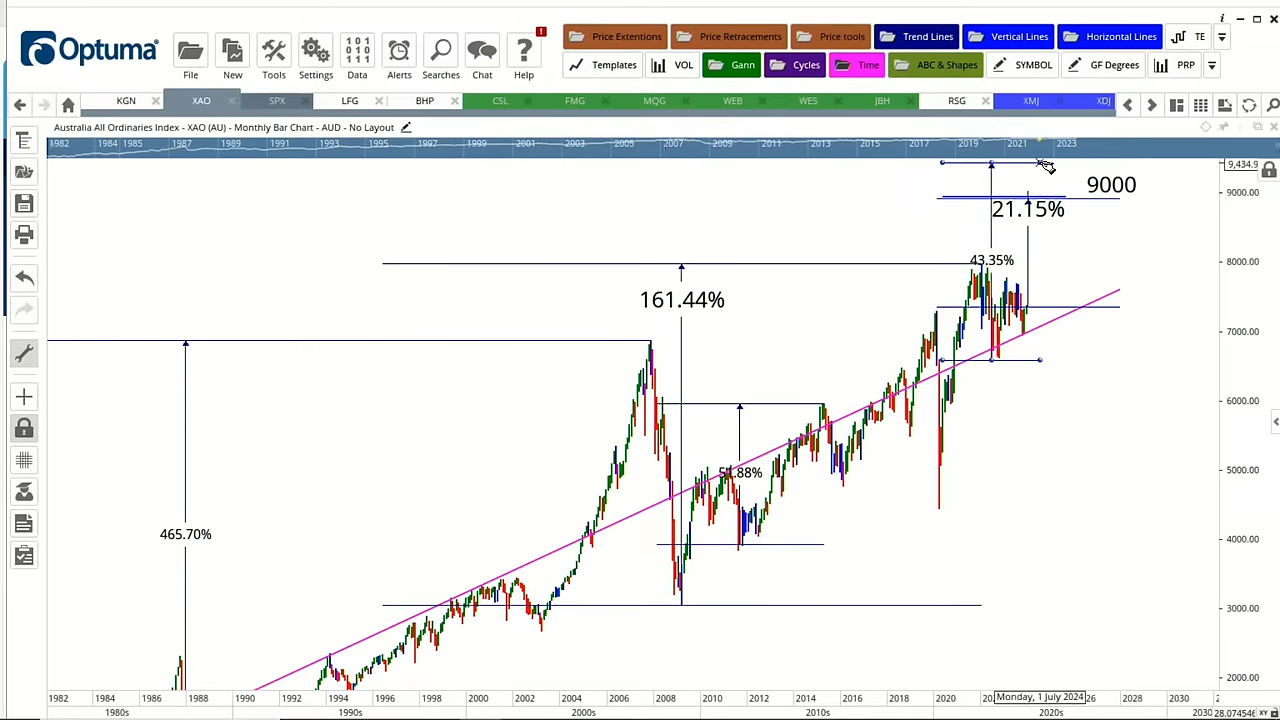 Optuma
File New Tools Settings Data Alerts Searches Chat Help
Price Extentions Price Retracements Price tools Trend Lines Vertical Lines Horizontal Lines TE
Templates VOL Gann Cycles Time ABC & Shapes SYMBOL GF Degrees PRP
KGN XAO SPX LFG BHP CSL FMG MQG WEB WES JBH RSG XMJ XDJ
Australia All Ordinaries Index - XAO (AU) - Monthly Bar Chart - AUD - No Layout
1982 1984 1985 1987 1989 1991 1993 1995 1997 1999 2001 2003 2005 2007 2009 2011 2013 2015 2017 2019 2021 2023
9,434.9
9000
9000.00
21.15%
43.35%
8000.00
161.44%
7000.00
6000.00
51.88%
5000.00
465.70%
4000.00
3000.00
2000.00
1982 1984 1986 1988 1990 1992 1994 1996 1998 2000 2002 2004 2006 2008 2010 2012 2014 2016 2018 2020 Monday, 1 July 2024 26 2028 2030
1980s 1990s 2000s 2010s 2020s 2030
28.074546 XY